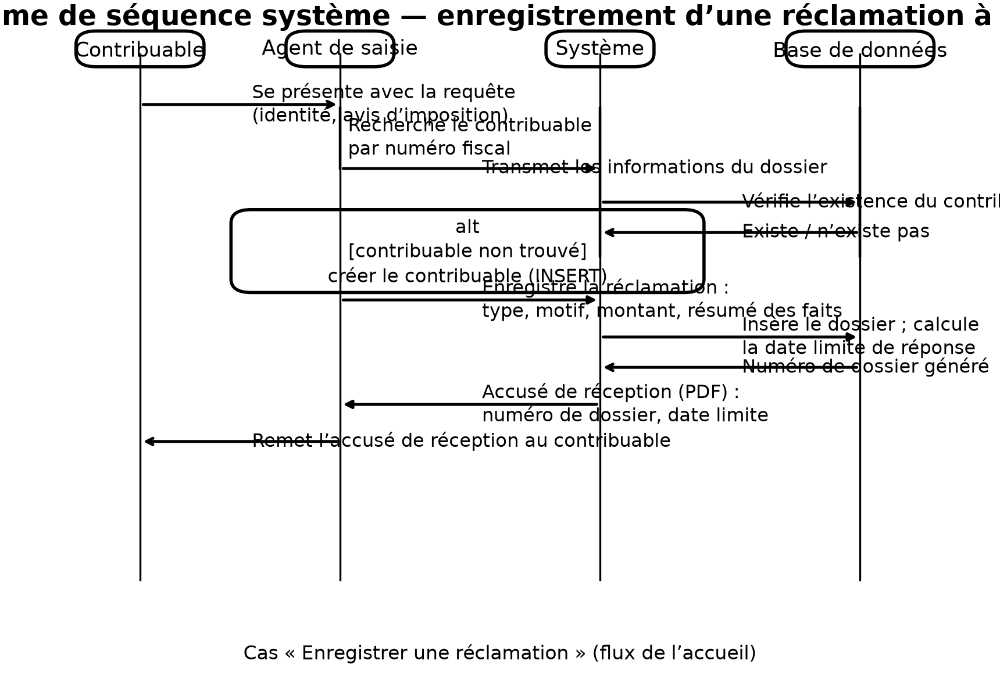 me de séquence système — enregistrement d’une réclamation à
Contribuable
Agent de saisie
Système
Base de données
Se présente avec la requête
(identité, avis d’imposition)
Recherche le contribuable
par numéro fiscal
Transmet les informations du dossier
Vérifie l’existence du contri
Existe / n’existe pas
alt
[contribuable non trouvé]
créer le contribuable (INSERT)
Enregistre la réclamation :
type, motif, montant, résumé des faits
Insère le dossier ; calcule
la date limite de réponse
Numéro de dossier généré
Accusé de réception (PDF) :
numéro de dossier, date limite
Remet l’accusé de réception au contribuable
Cas « Enregistrer une réclamation » (flux de l’accueil)